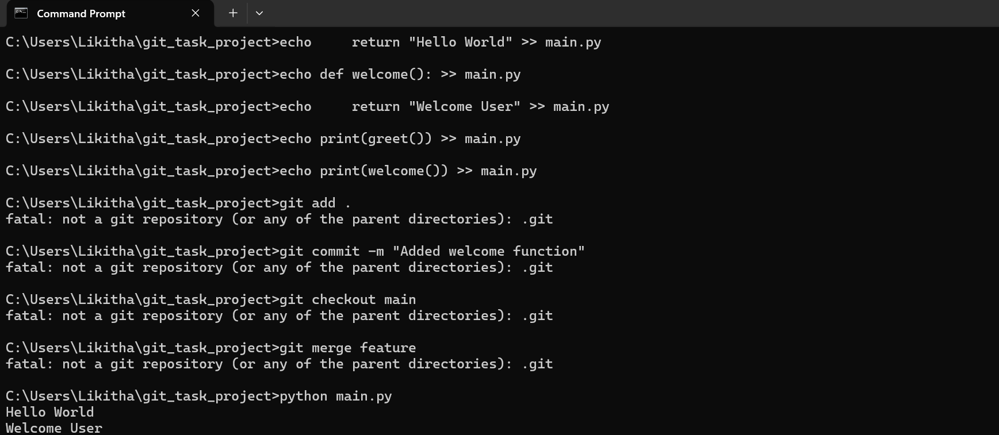 Command Prompt
C:\Users\Likitha\git_task_project>echo     return "Hello World" >> main.py
C:\Users\Likitha\git_task_project>echo def welcome(): >> main.py
C:\Users\Likitha\git_task_project>echo     return "Welcome User" >> main.py
C:\Users\Likitha\git_task_project>echo print(greet()) >> main.py
C:\Users\Likitha\git_task_project>echo print(welcome()) >> main.py
C:\Users\Likitha\git_task_project>git add .
fatal: not a git repository (or any of the parent directories): .git
C:\Users\Likitha\git_task_project>git commit -m "Added welcome function"
fatal: not a git repository (or any of the parent directories): .git
C:\Users\Likitha\git_task_project>git checkout main
fatal: not a git repository (or any of the parent directories): .git
C:\Users\Likitha\git_task_project>git merge feature
fatal: not a git repository (or any of the parent directories): .git
C:\Users\Likitha\git_task_project>python main.py
Hello World
Welcome User